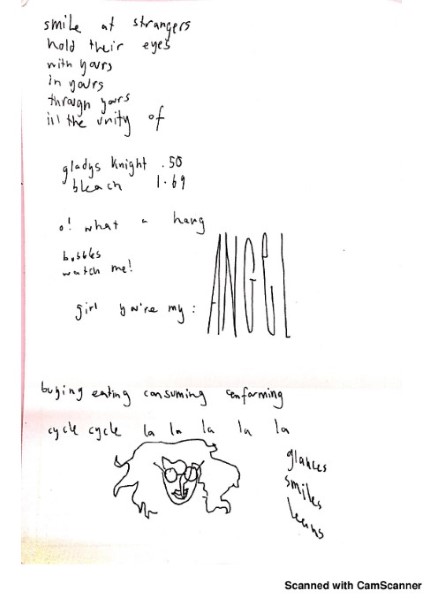 smile at strangers
hold their eyes
with yours
in yours
through yours
in the unity of
gladys knight .50
bleach 1.69
o! what a hang
bubbles
watch me!
girl you're my:
ANGEL
buying eating consuming conforming
cycle cycle la la la la la
glances
smiles
leans
Scanned with CamScanner